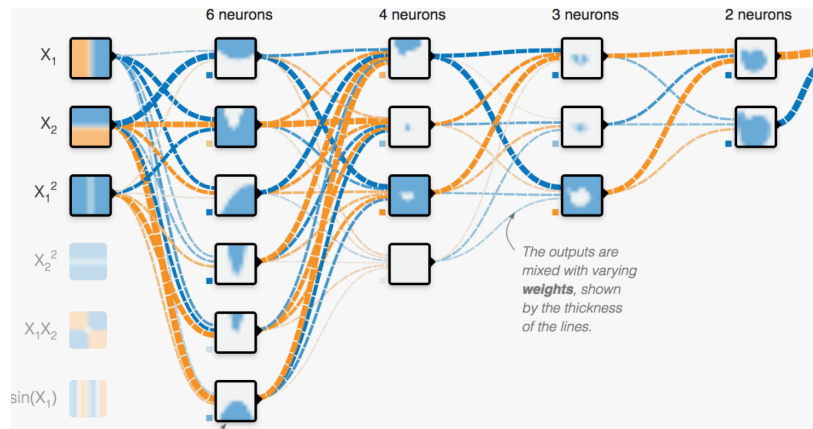 6 neurons
4 neurons
3 neurons
2 neurons
X₁
X₂
X₁²
X₂²
X₁X₂
sin(X₁)
The outputs are
mixed with varying
weights, shown
by the thickness
of the lines.